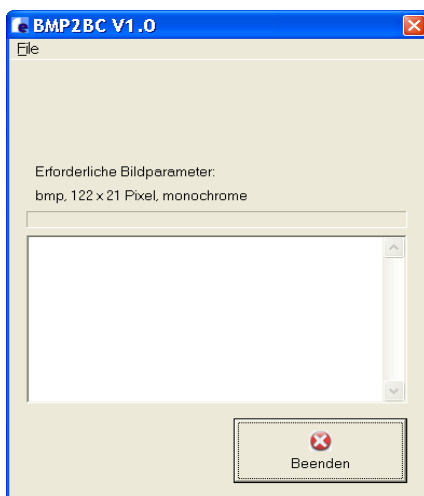 BMP2BC V1.0
File
Erforderliche Bildparameter:
bmp, 122 x 21 Pixel, monochrome
Beenden